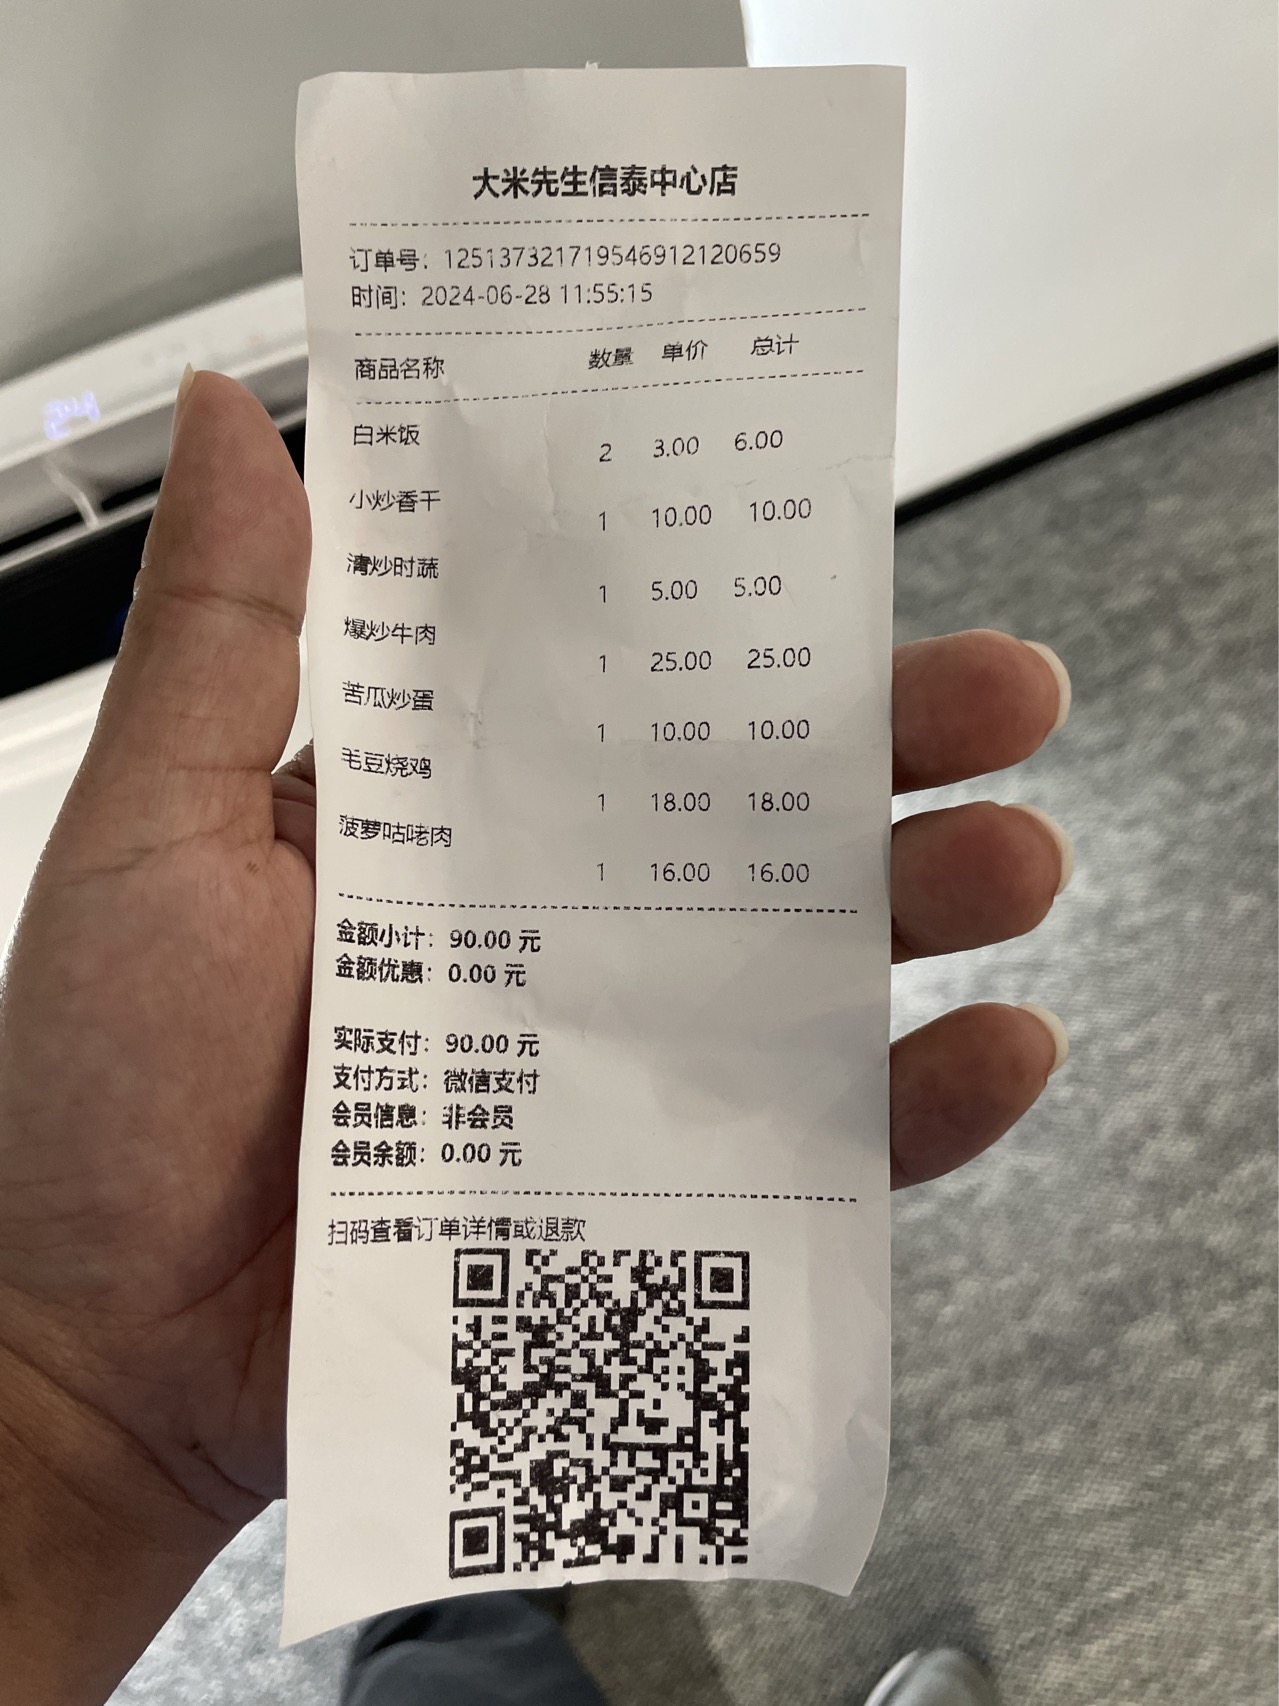 大米先生信泰中心店
订单号：125137321719546912120659
时间：2024-06-28 11:55:15
商品名称 数量 单价 总计
白米饭 2 3.00 6.00
小炒香干 1 10.00 10.00
清炒时蔬 1 5.00 5.00
爆炒牛肉 1 25.00 25.00
苦瓜炒蛋 1 10.00 10.00
毛豆烧鸡 1 18.00 18.00
菠萝咕咾肉 1 16.00 16.00
金额小计：90.00 元
金额优惠：0.00 元
实际支付：90.00 元
支付方式：微信支付
会员信息：非会员
会员余额：0.00 元
扫码查看订单详情或退款
24